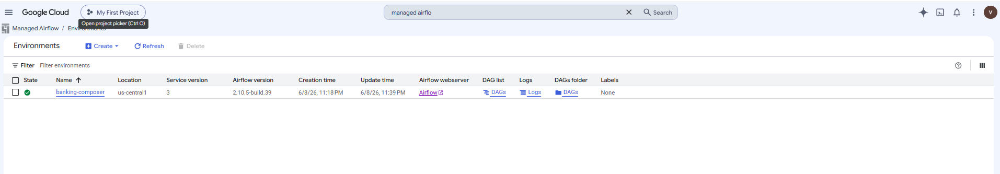 Google Cloud My First Project managed airflo Search V
Open project picker (Ctrl O)
Managed Airflow / Environments
Environments Create Refresh Delete
Filter Filter environments
State Name Location Service version Airflow version Creation time Update time Airflow webserver DAG list Logs DAGs folder Labels
banking-composer us-central1 3 2.10.5-build.39 6/8/26, 11:18 PM 6/8/26, 11:39 PM Airflow DAGs Logs DAGs None